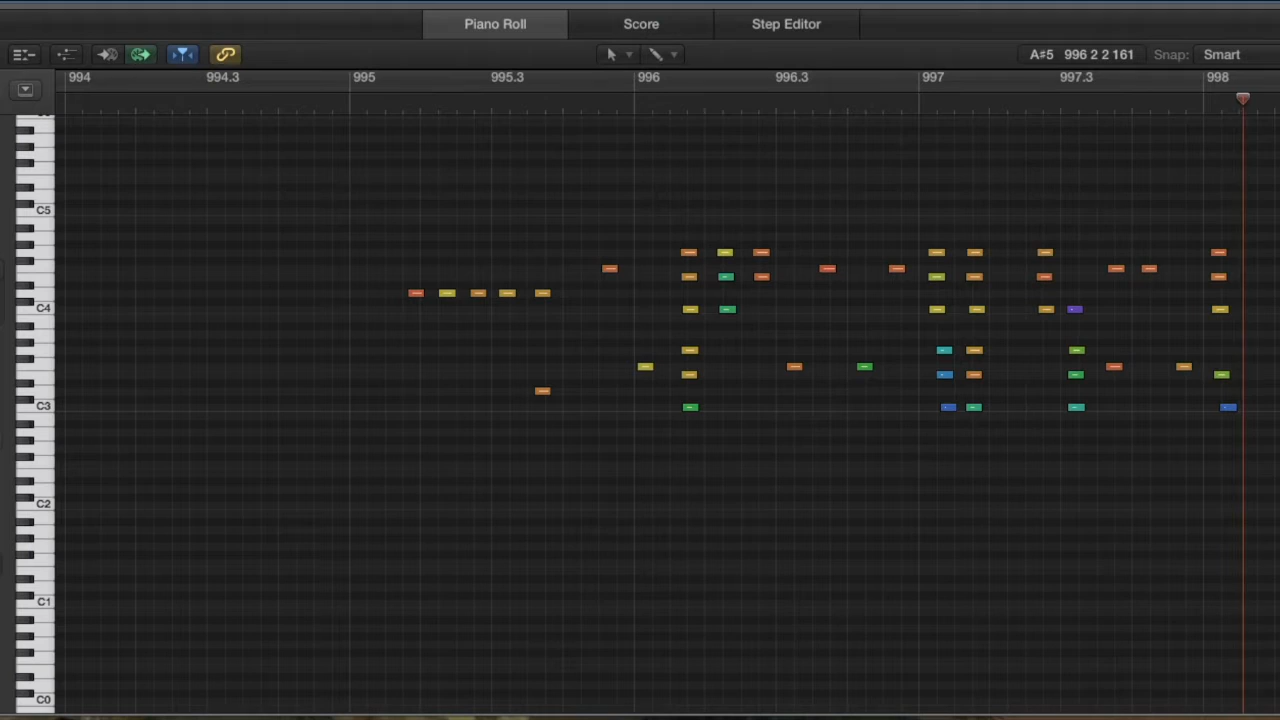 Piano Roll Score Step Editor
A#5 996 2 2 161 Snap: Smart
994 994.3 995 995.3 996 996.3 997 997.3 998
C5
C4
C3
C2
C1
C0